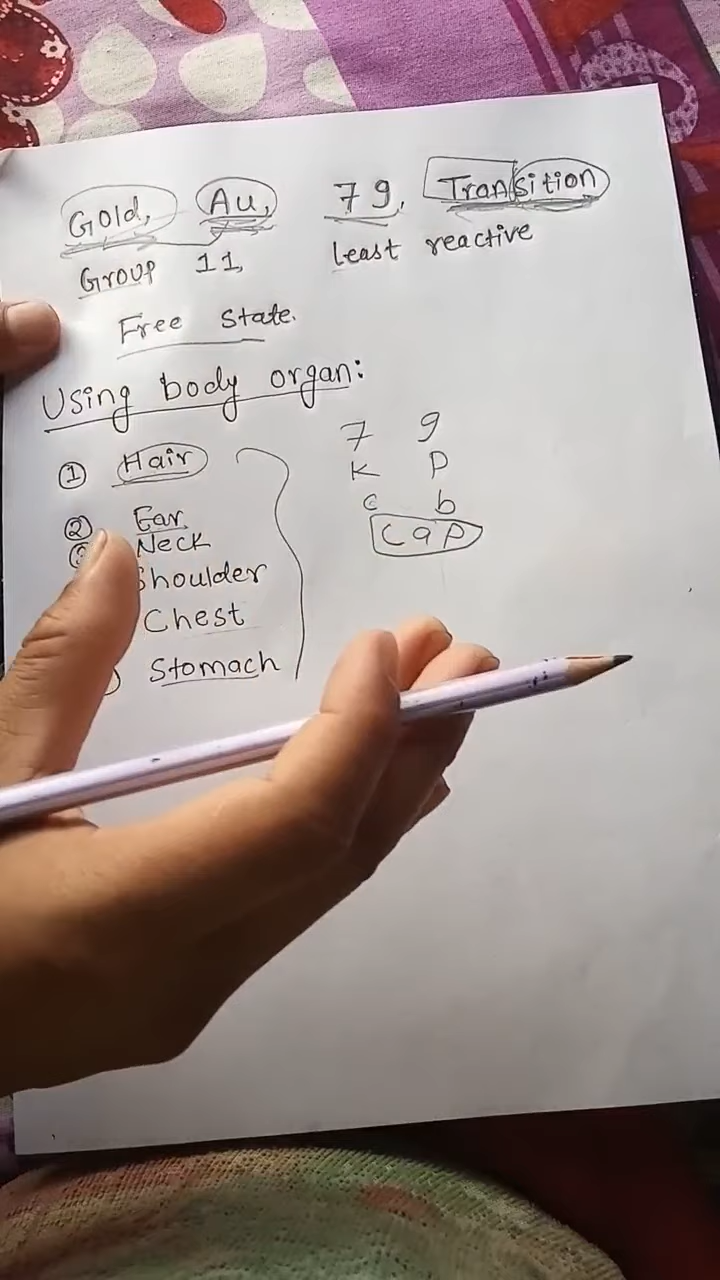 Gold, Au, 79, Transition
Group 11, Least reactive
Free State.
Using body organ:
① Hair
② Ear
Neck
Shoulder
Chest
Stomach
7 9
K P
c b
Cap